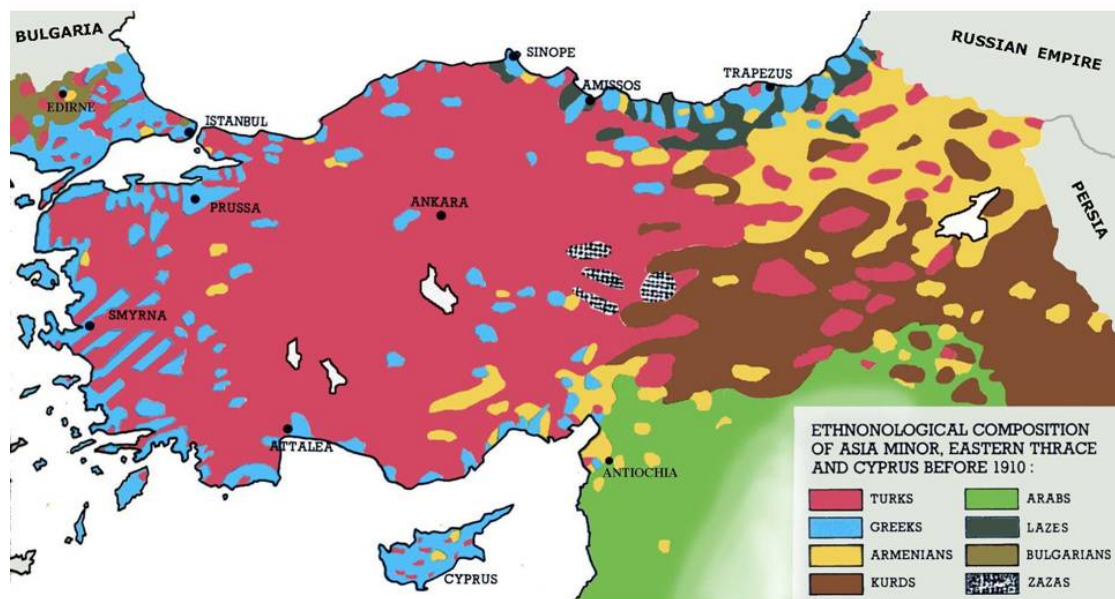 BULGARIA
EDIRNE
ISTANBUL
SINOPE
AMISSOS
TRAPEZUS
RUSSIAN EMPIRE
PRUSSA
ANKARA
PERSIA
SMYRNA
ATTALEA
ANTIOCHIA
CYPRUS
ETHNONOLOGICAL COMPOSITION
OF ASIA MINOR, EASTERN THRACE
AND CYPRUS BEFORE 1910 :
TURKS
GREEKS
ARMENIANS
KURDS
ARABS
LAZES
BULGARIANS
ZAZAS